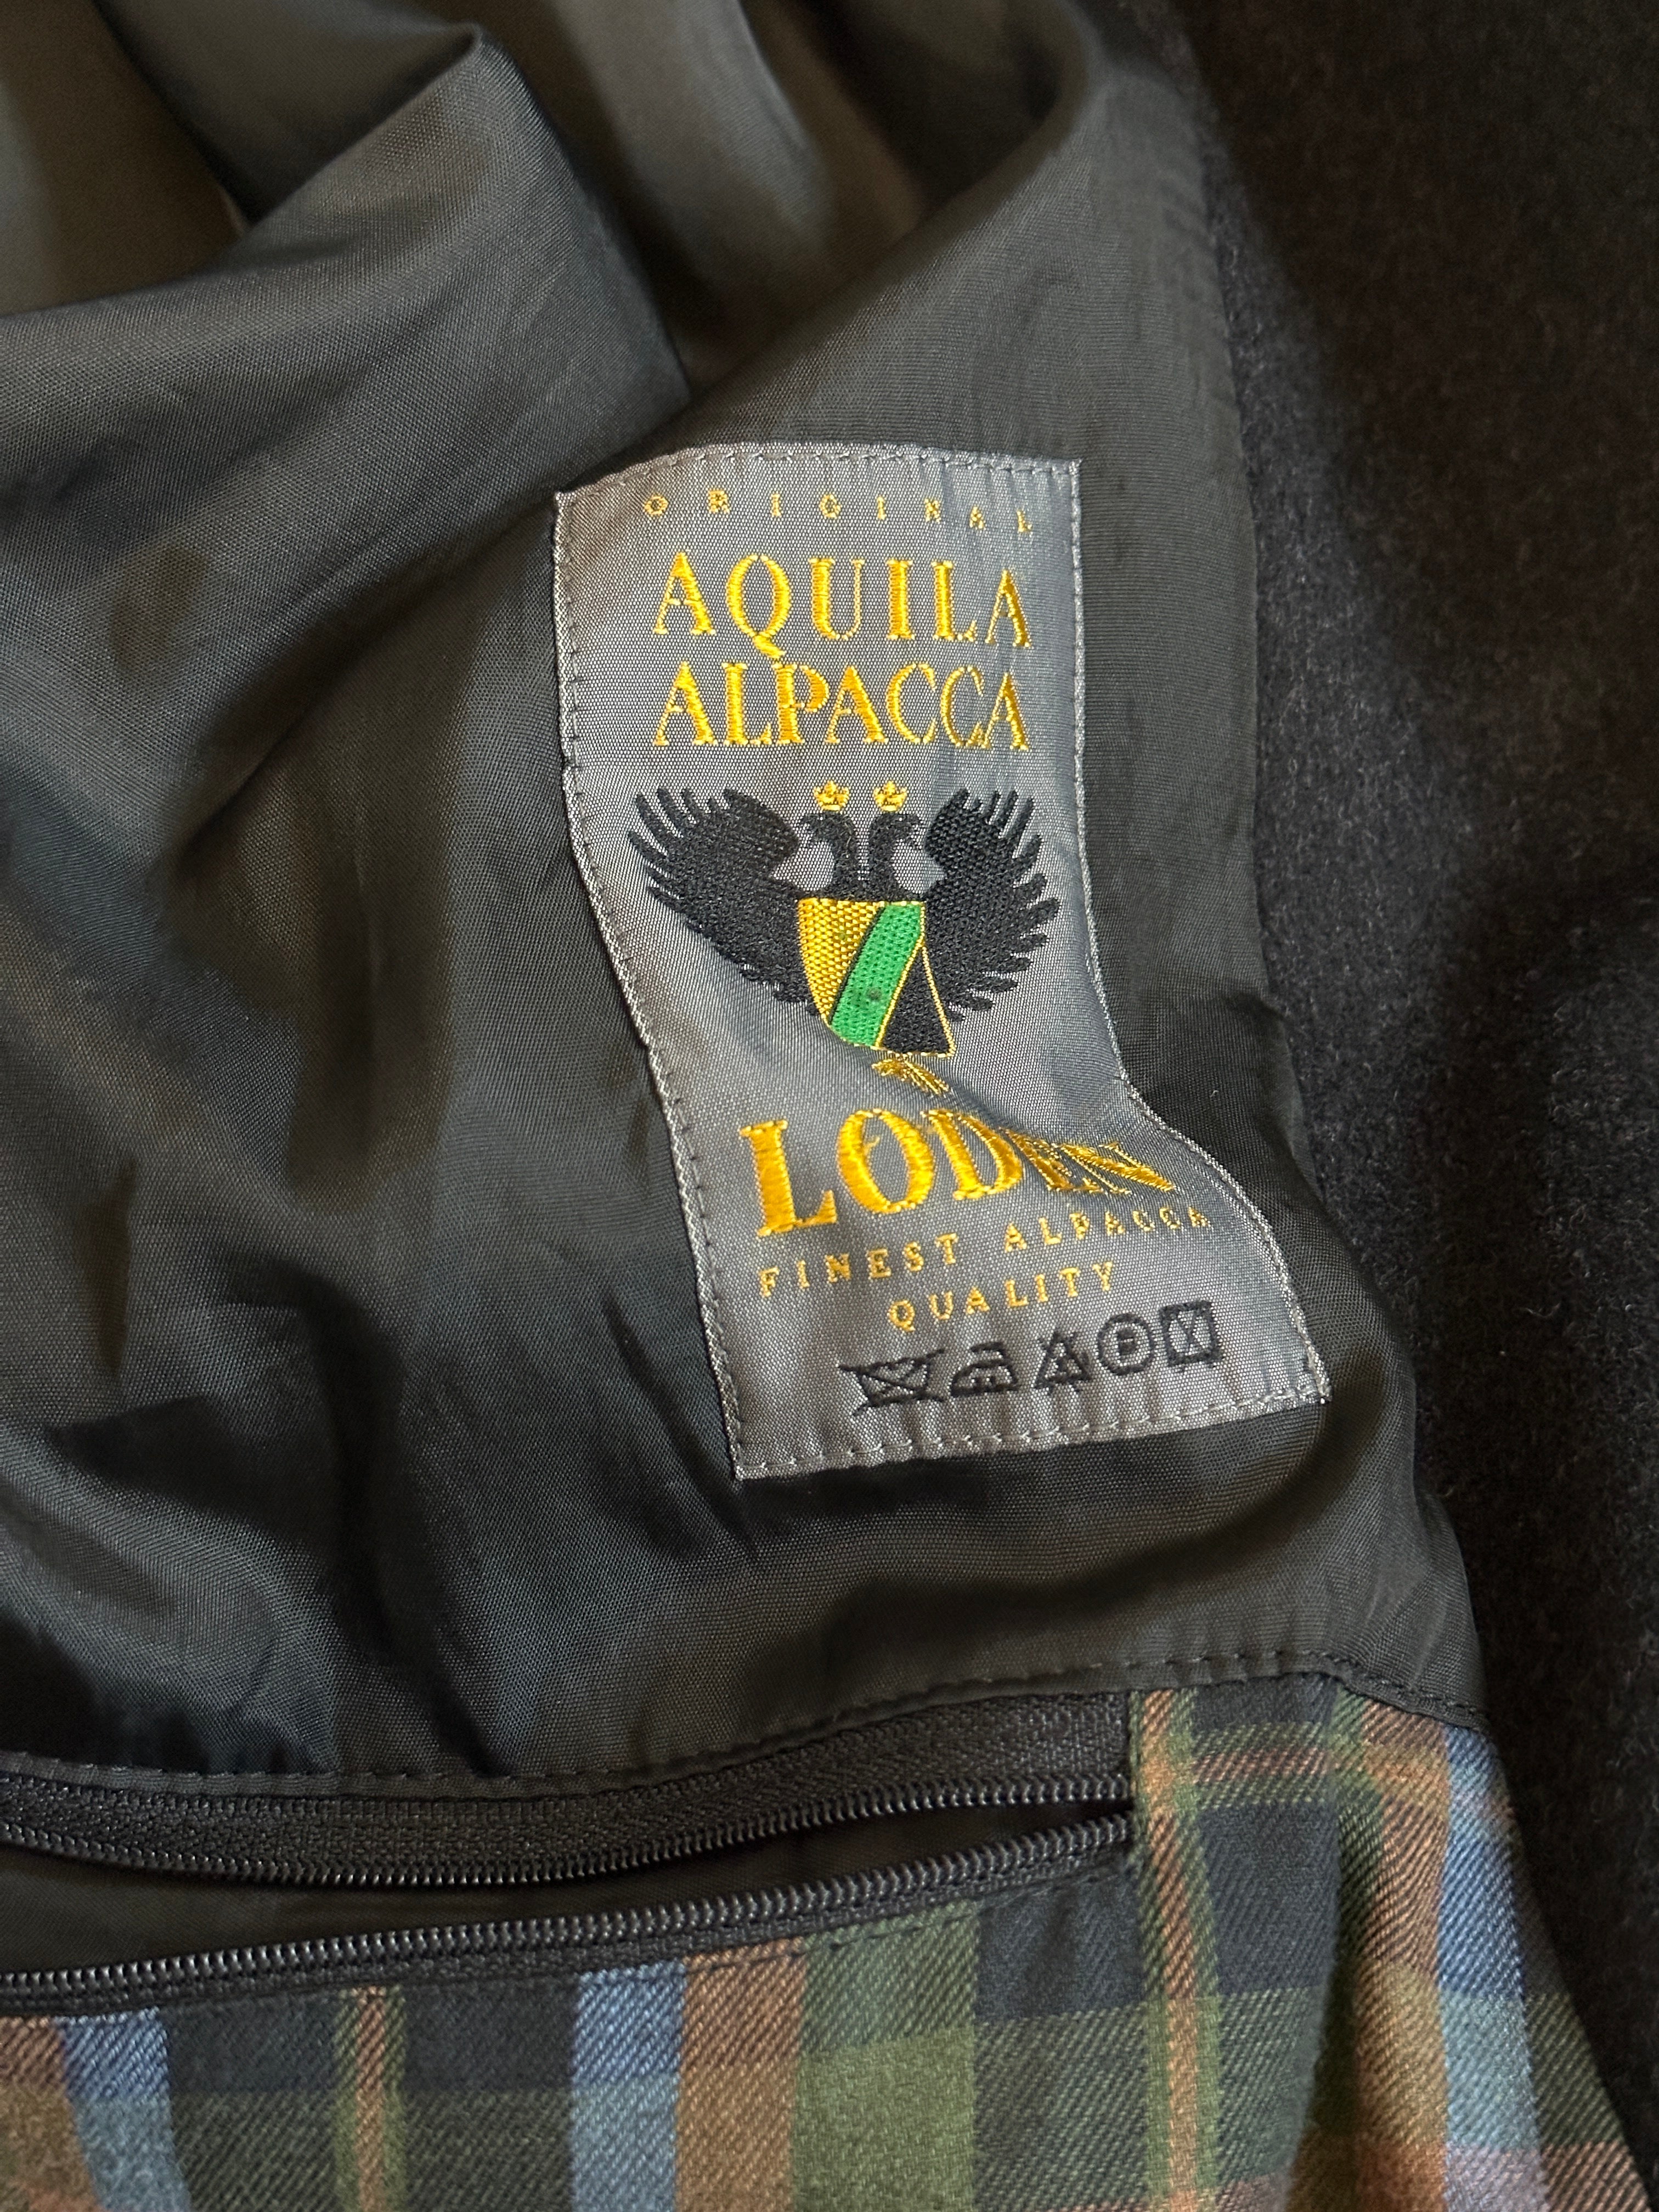 ORIGINAL
AQUILA
ALPACCA
LODEN
FINEST ALPACCA
QUALITY
P